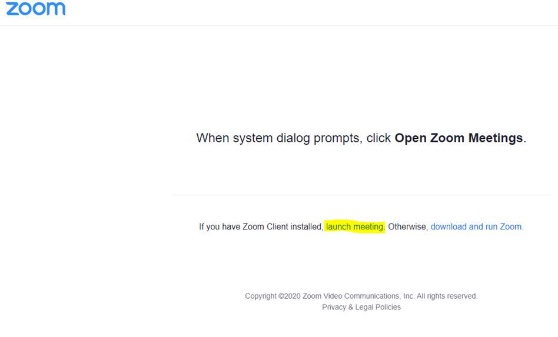 zoom
When system dialog prompts, click Open Zoom Meetings.
If you have Zoom Client installed, launch meeting. Otherwise, download and run Zoom.
Copyright ©2020 Zoom Video Communications, Inc. All rights reserved.
Privacy & Legal Policies